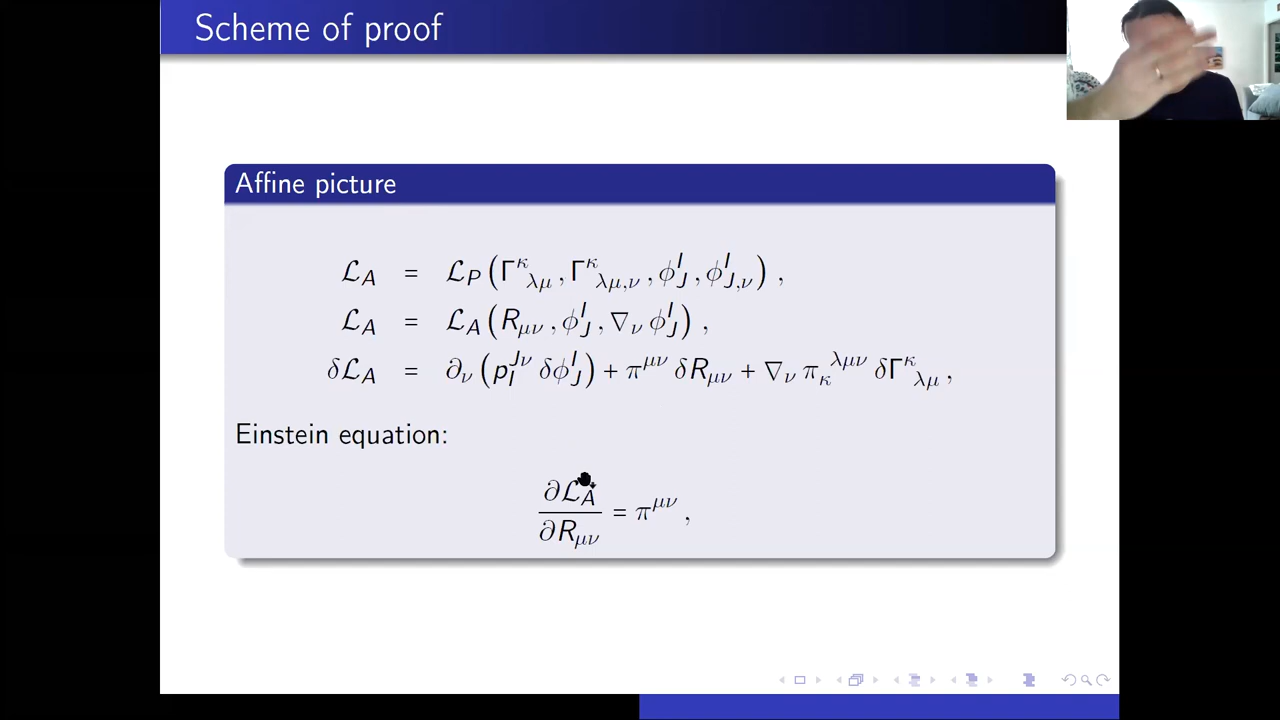 Scheme of proof
Affine picture
ℒ_A = ℒ_P (Γ^κ_{λμ}, Γ^κ_{λμ,ν}, ϕ^I_J, ϕ^I_{J,ν}) ,
ℒ_A = ℒ_A (R_{μν}, ϕ^I_J, ∇_ν ϕ^I_J) ,
δℒ_A = ∂_ν (p_I^{Jν} δϕ^I_J) + π^{μν} δR_{μν} + ∇_ν π_κ^{λμν} δΓ^κ_{λμ} ,
Einstein equation:
∂ℒ_A / ∂R_{μν} = π^{μν} ,